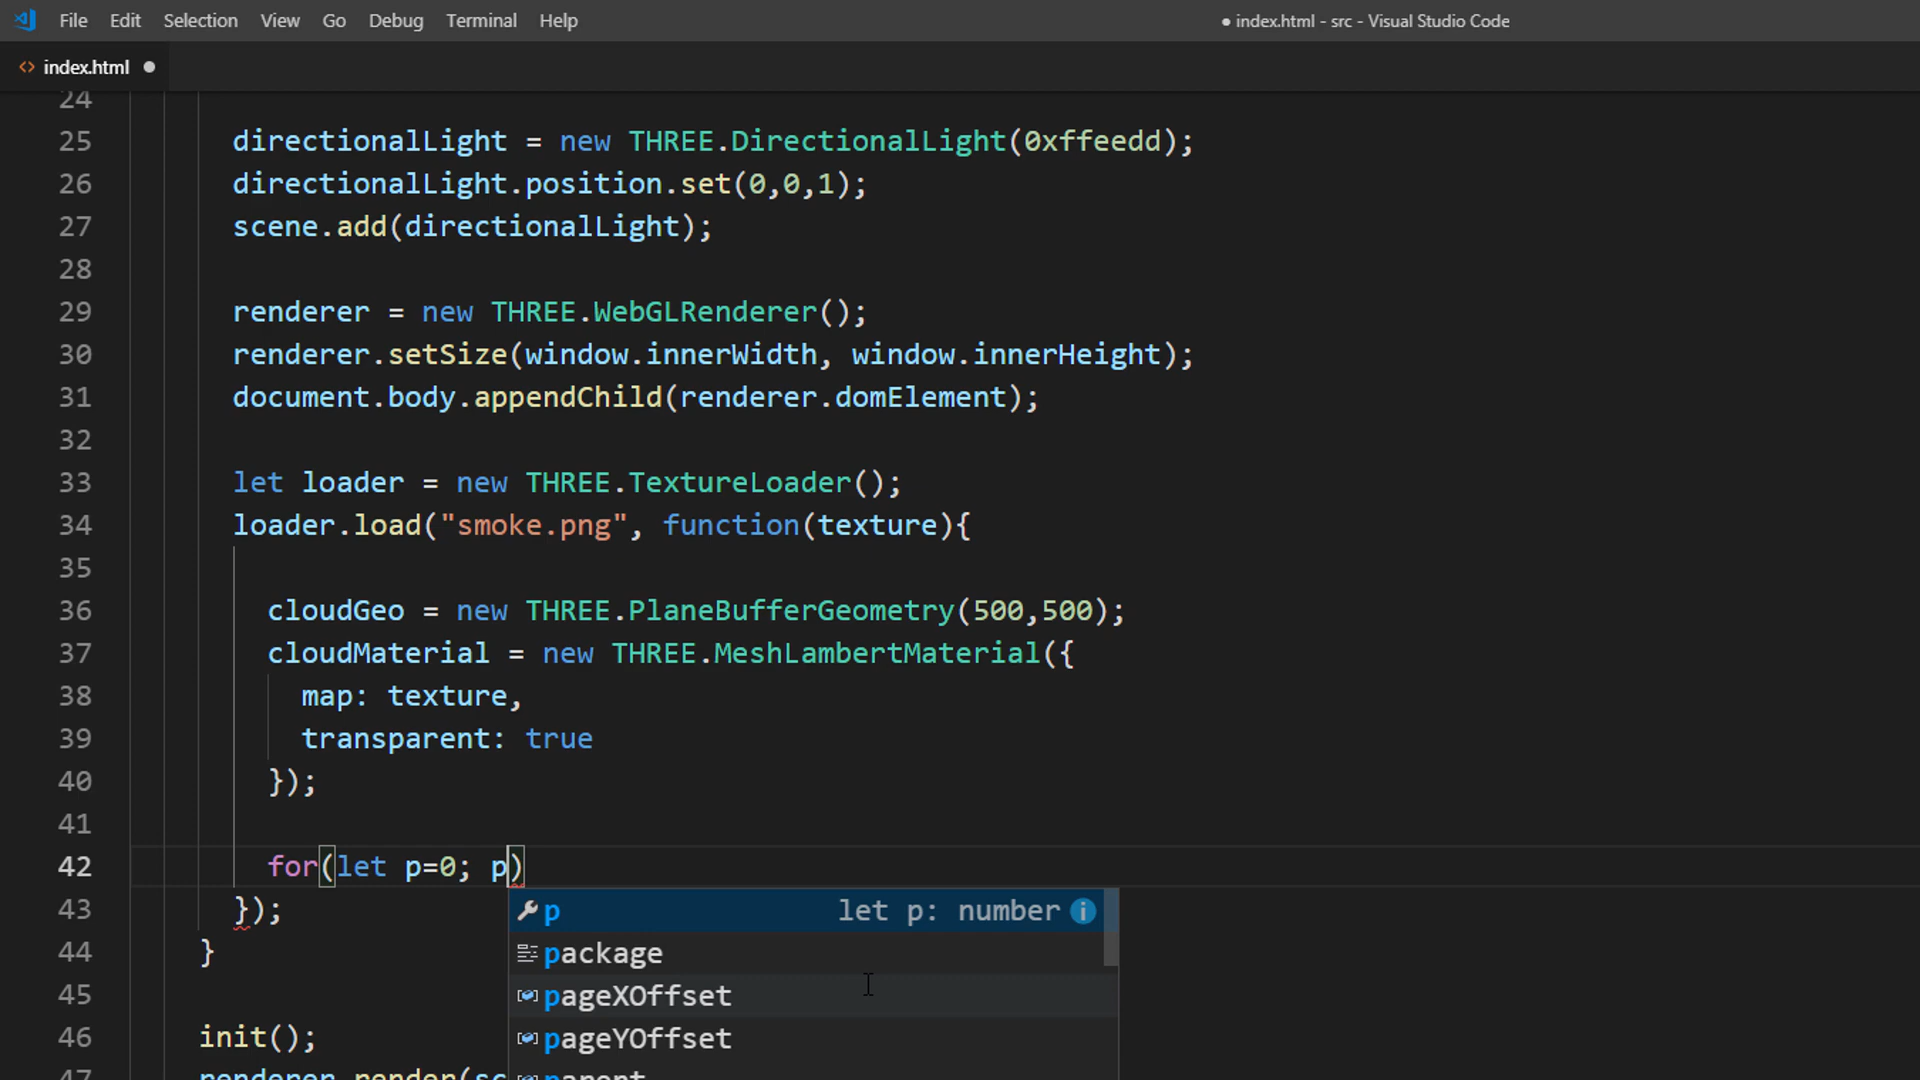 File Edit Selection View Go Debug Terminal Help
● index.html - src - Visual Studio Code
<> index.html ●
24
25 directionalLight = new THREE.DirectionalLight(0xffeedd);
26 directionalLight.position.set(0,0,1);
27 scene.add(directionalLight);
28
29 renderer = new THREE.WebGLRenderer();
30 renderer.setSize(window.innerWidth, window.innerHeight);
31 document.body.appendChild(renderer.domElement);
32
33 let loader = new THREE.TextureLoader();
34 loader.load("smoke.png", function(texture){
35
36 cloudGeo = new THREE.PlaneBufferGeometry(500,500);
37 cloudMaterial = new THREE.MeshLambertMaterial({
38 map: texture,
39 transparent: true
40 });
41
42 for(let p=0; p)
43 });
p let p: number
44 }
package
45
pageXOffset
46 init();
pageYOffset
47 renderer.render(sc
parent